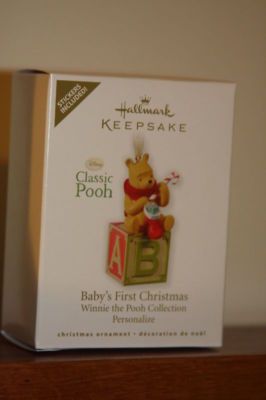 STICKERS
INCLUDED!
Hallmark
KEEPSAKE
Disney
Classic
Pooh
A B
Baby's First Christmas
Winnie the Pooh Collection
Personalize
christmas ornament • décoration de noël